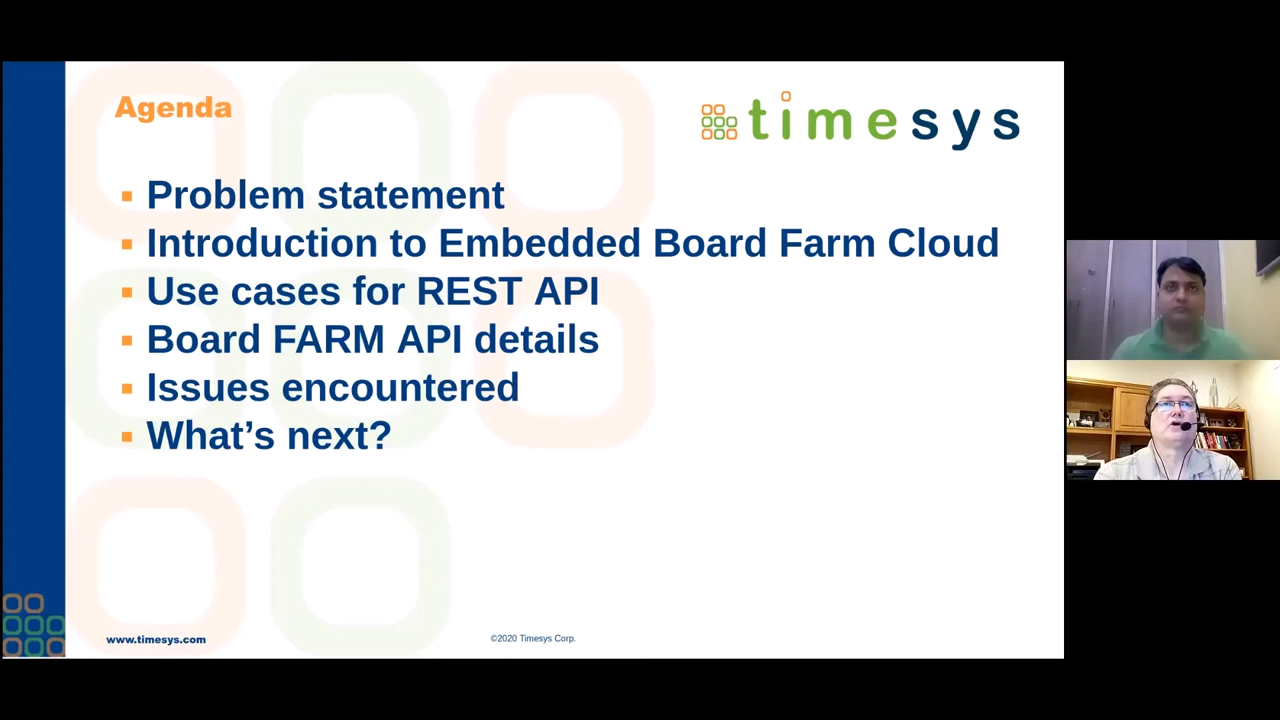 Agenda
timesys
Problem statement
Introduction to Embedded Board Farm Cloud
Use cases for REST API
Board FARM API details
Issues encountered
What's next?
www.timesys.com
©2020 Timesys Corp.